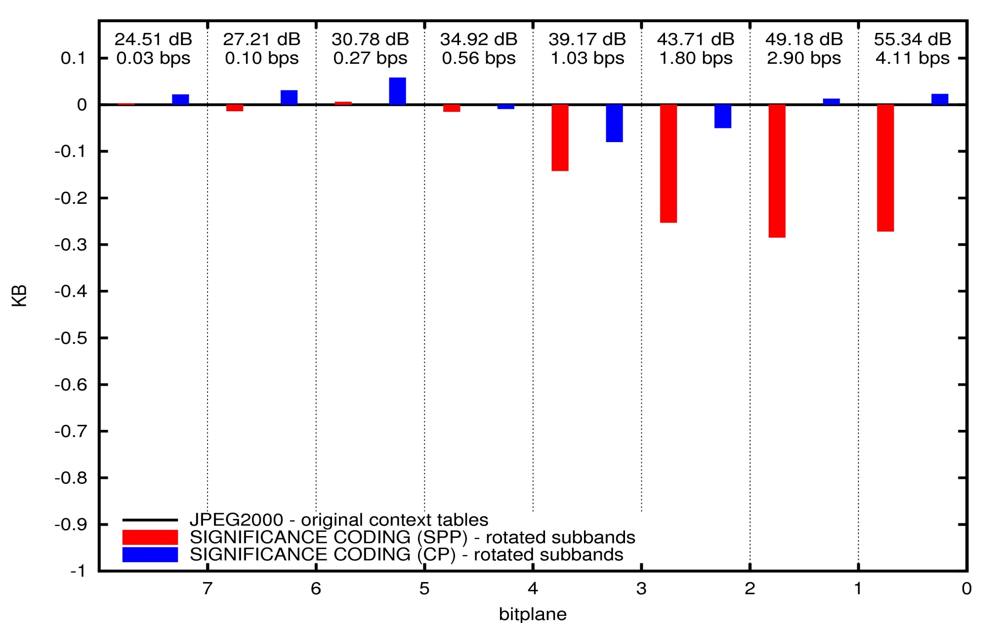 24.51 dB 27.21 dB 30.78 dB 34.92 dB 39.17 dB 43.71 dB 49.18 dB 55.34 dB
0.1 0.03 bps 0.10 bps 0.27 bps 0.56 bps 1.03 bps 1.80 bps 2.90 bps 4.11 bps
0
-0.1
-0.2
-0.3
-0.4
KB
-0.5
-0.6
-0.7
-0.8
-0.9
JPEG2000 - original context tables
SIGNIFICANCE CODING (SPP) - rotated subbands
SIGNIFICANCE CODING (CP) - rotated subbands
-1
7 6 5 4 3 2 1 0
bitplane